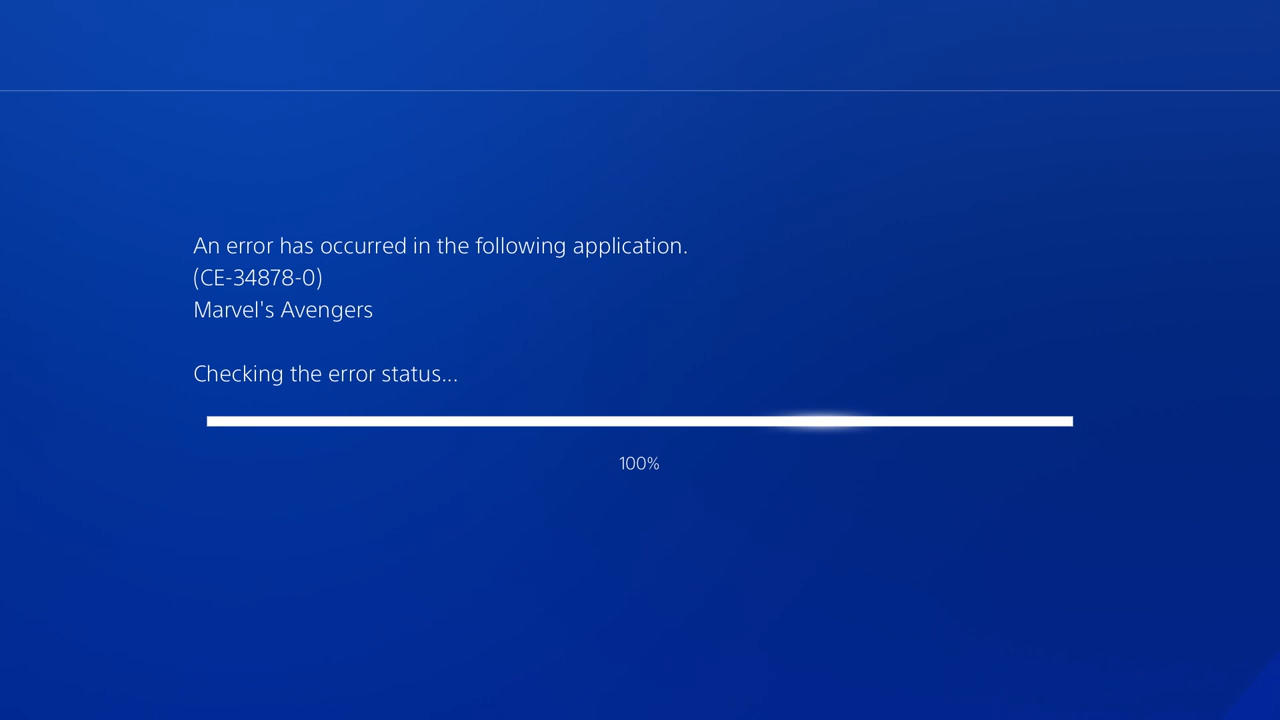 An error has occurred in the following application.
(CE-34878-0)
Marvel's Avengers
Checking the error status...
100%